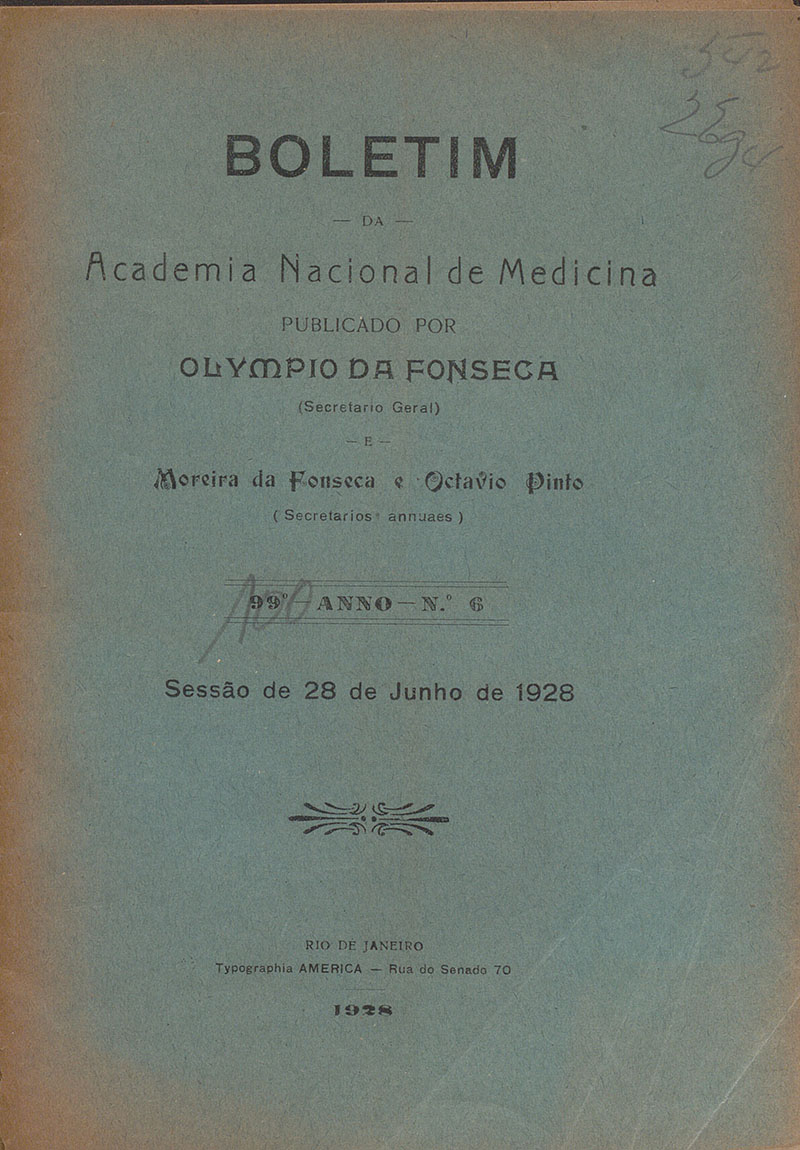 BOLETIM
— DA —
Academia Nacional de Medicina
PUBLICADO POR
OLYMPIO DA FONSECA
(Secretario Geral)
— E —
Moreira da Fonseca e Octavio Pinto
( Secretarios annuaes )
99º — ANNO — N.º 6
100
Sessão de 28 de Junho de 1928
RIO DE JANEIRO
Typographia AMERICA — Rua do Senado 70
1928